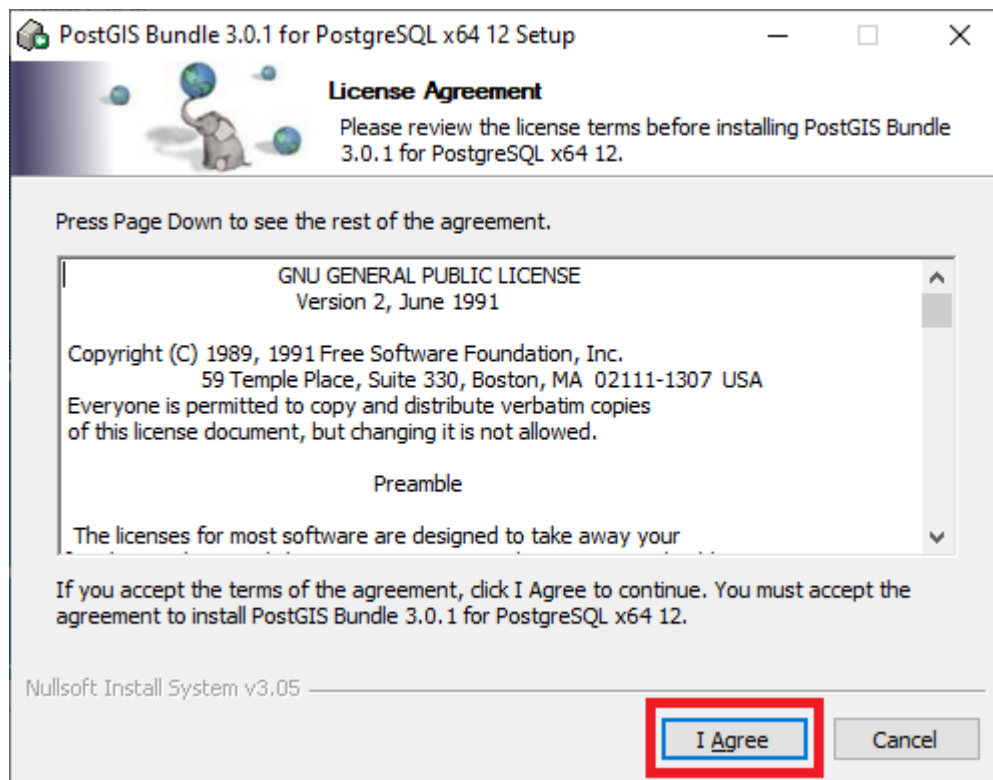 PostGIS Bundle 3.0.1 for PostgreSQL x64 12 Setup
License Agreement
Please review the license terms before installing PostGIS Bundle
3.0.1 for PostgreSQL x64 12.
Press Page Down to see the rest of the agreement.
GNU GENERAL PUBLIC LICENSE
Version 2, June 1991
Copyright (C) 1989, 1991 Free Software Foundation, Inc.
59 Temple Place, Suite 330, Boston, MA 02111-1307 USA
Everyone is permitted to copy and distribute verbatim copies
of this license document, but changing it is not allowed.
Preamble
The licenses for most software are designed to take away your
If you accept the terms of the agreement, click I Agree to continue. You must accept the
agreement to install PostGIS Bundle 3.0.1 for PostgreSQL x64 12.
Nullsoft Install System v3.05
I Agree
Cancel